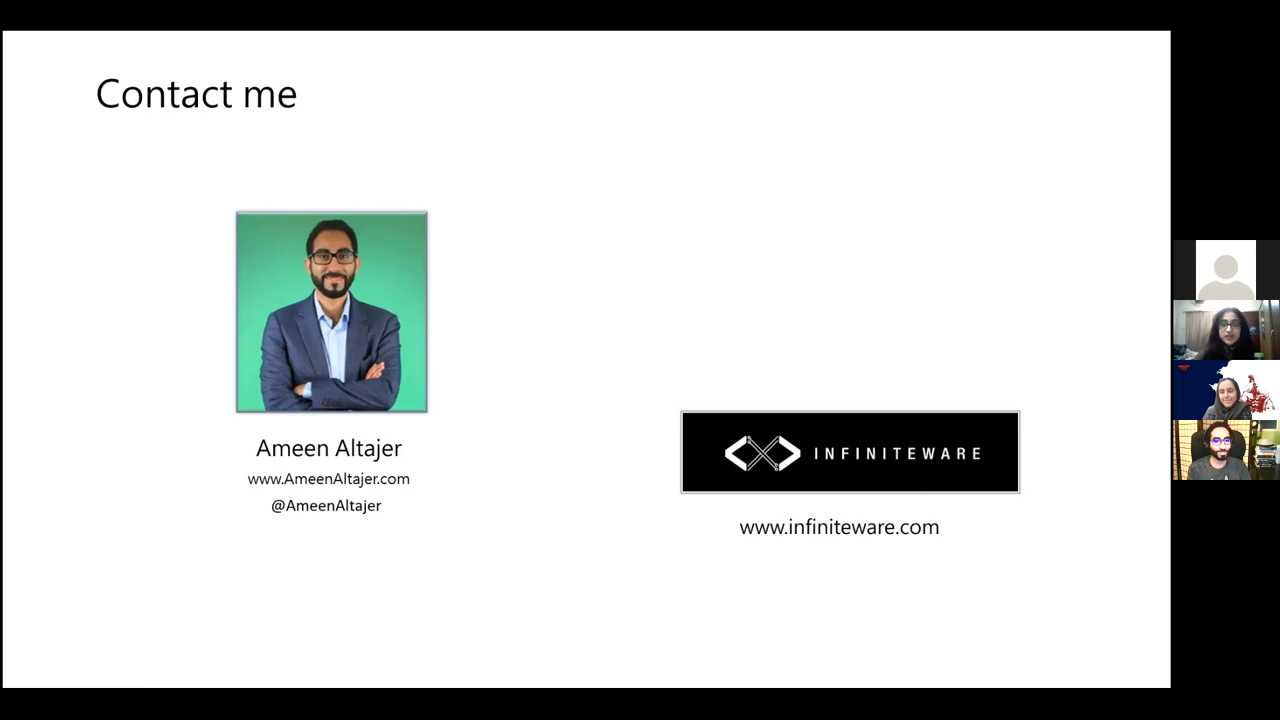 Contact me
Ameen Altajer
www.AmeenAltajer.com
@AmeenAltajer
INFINITEWARE
www.infiniteware.com